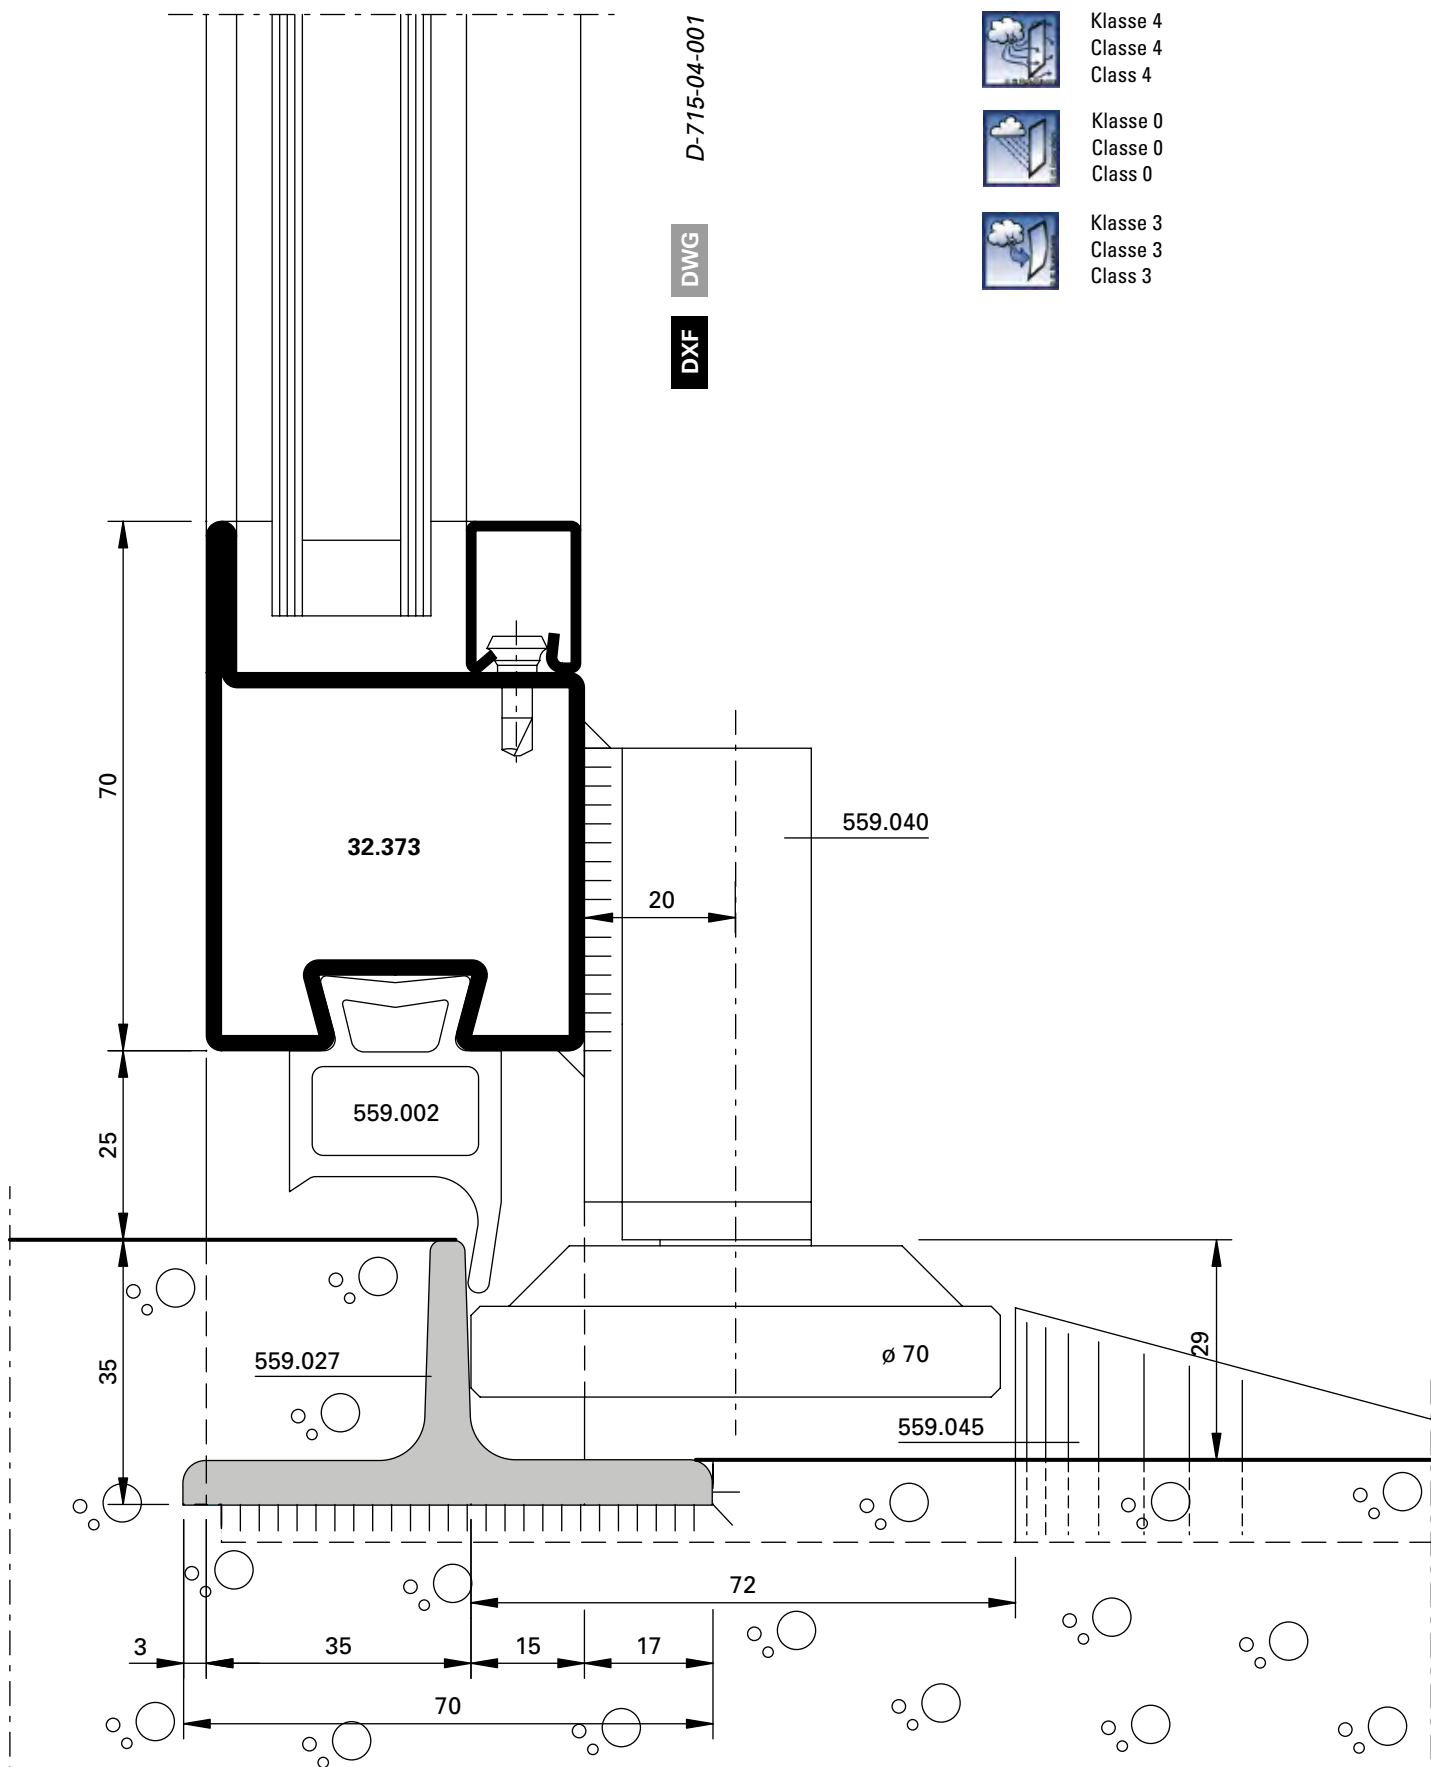 D-715-04-001
DWG
DXF
Klasse 4
Classe 4
Class 4
Klasse 0
Classe 0
Class 0
Klasse 3
Classe 3
Class 3
70
32.373
559.040
20
25
559.002
35
559.027
ø 70
29
559.045
72
3
35
15
17
70